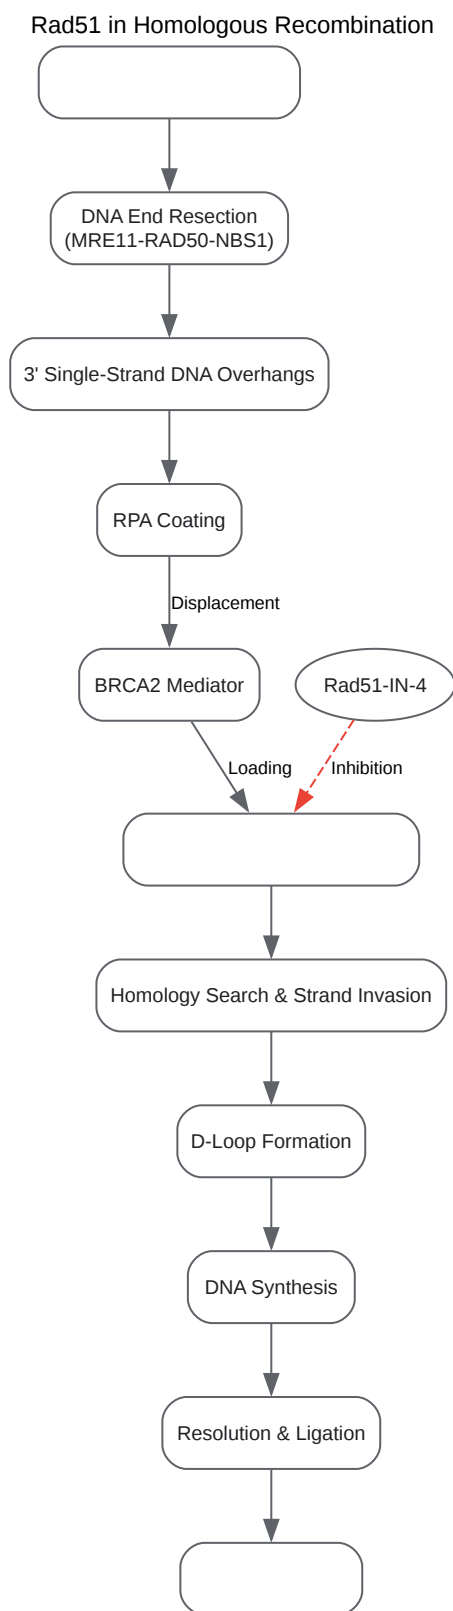 Rad51 in Homologous Recombination
DNA End Resection
(MRE11-RAD50-NBS1)
3' Single-Strand DNA Overhangs
RPA Coating
Displacement
BRCA2 Mediator
Rad51-IN-4
Loading
Inhibition
Homology Search & Strand Invasion
D-Loop Formation
DNA Synthesis
Resolution & Ligation